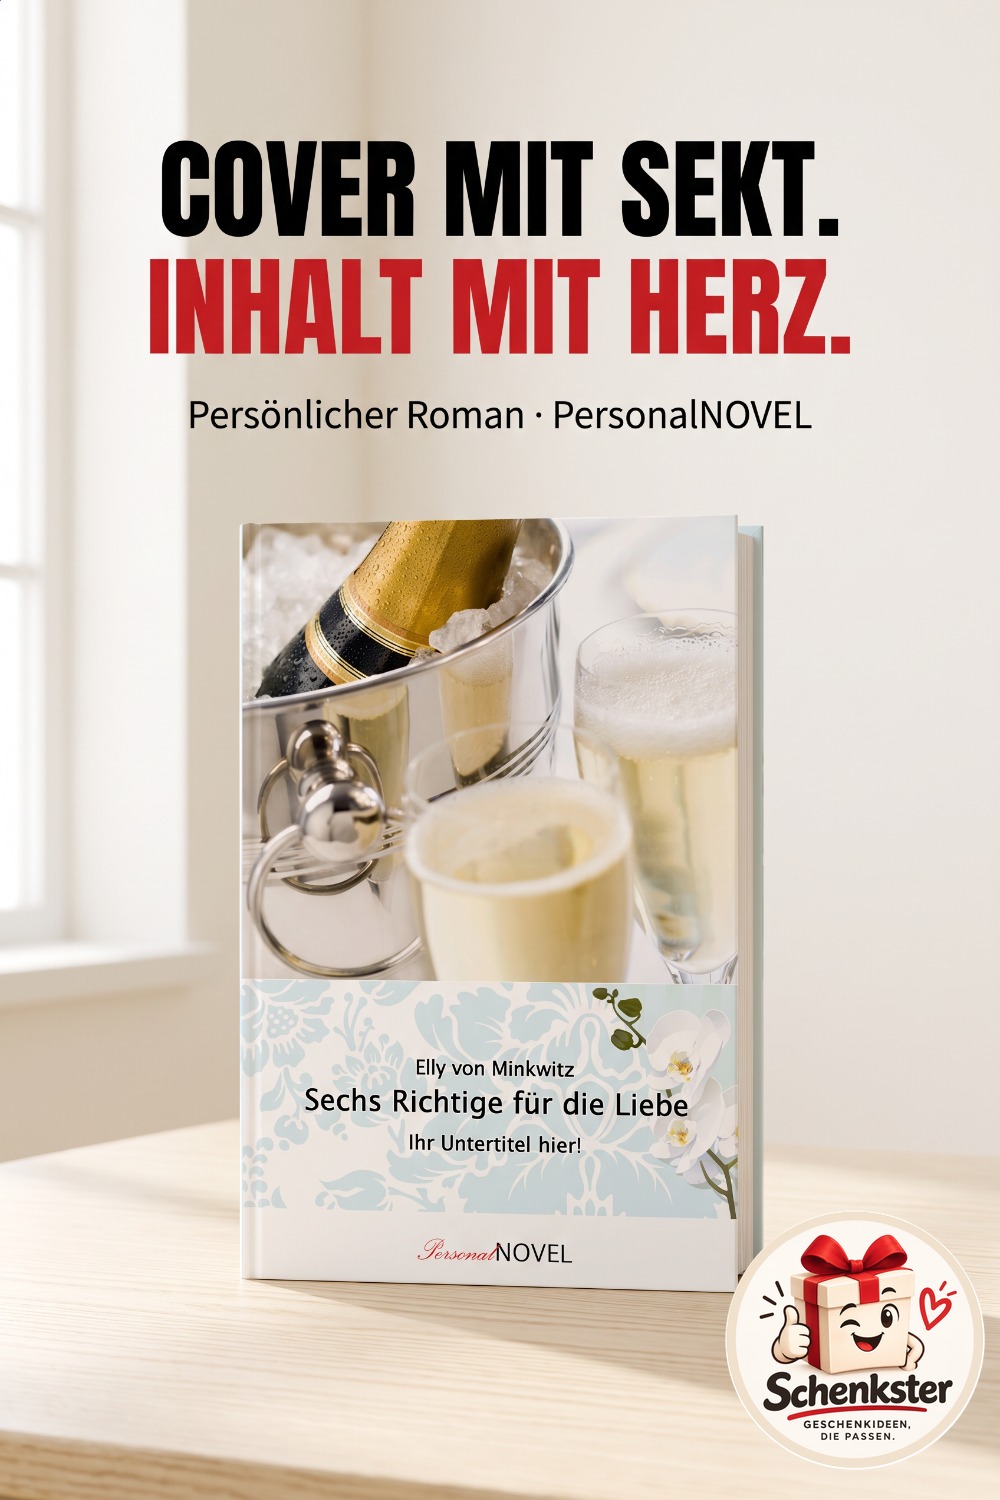 COVER MIT SEKT.
INHALT MIT HERZ.
Persönlicher Roman · PersonalNOVEL
Elly von Minkwitz
Sechs Richtige für die Liebe
Ihr Untertitel hier!
PersonalNOVEL
Schenkster
GESCHENKIDEEN,
DIE PASSEN.